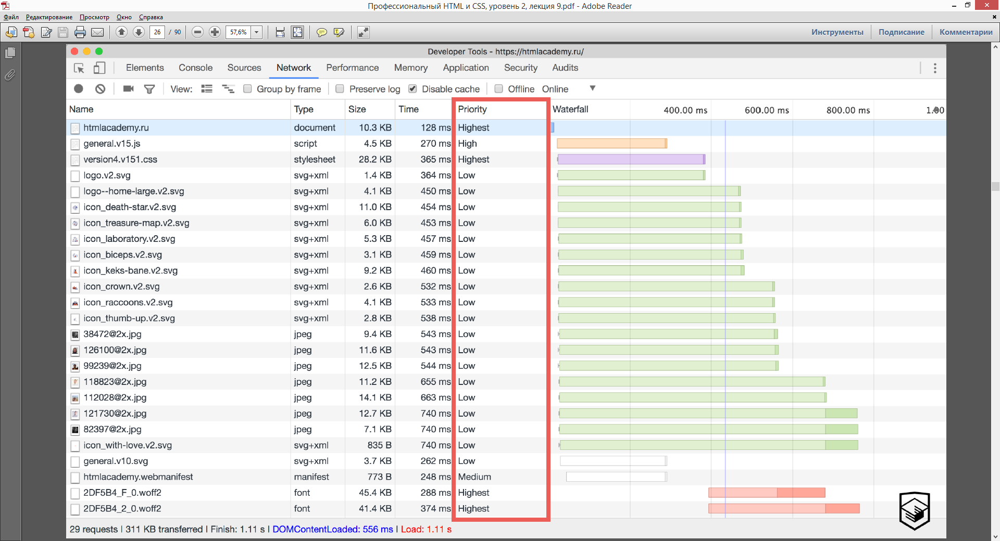 Профессиональный HTML и CSS, уровень 2, лекция 9.pdf - Adobe Reader
Файл Редактирование Просмотр Окно Справка
26 / 90 57,6% Инструменты Подписание Комментарии
Developer Tools - https://htmlacademy.ru/
Elements Console Sources Network Performance Memory Application Security Audits
View: Group by frame Preserve log Disable cache Offline Online
Name Type Size Time Priority Waterfall 400.00 ms 600.00 ms 800.00 ms 1.00
htmlacademy.ru document 10.3 KB 128 ms Highest
general.v15.js script 4.5 KB 270 ms High
version4.v151.css stylesheet 28.2 KB 365 ms Highest
logo.v2.svg svg+xml 1.4 KB 364 ms Low
logo--home-large.v2.svg svg+xml 4.1 KB 450 ms Low
icon_death-star.v2.svg svg+xml 11.0 KB 454 ms Low
icon_treasure-map.v2.svg svg+xml 6.0 KB 453 ms Low
icon_laboratory.v2.svg svg+xml 5.3 KB 457 ms Low
icon_biceps.v2.svg svg+xml 3.1 KB 459 ms Low
icon_keks-bane.v2.svg svg+xml 9.2 KB 460 ms Low
icon_crown.v2.svg svg+xml 2.6 KB 532 ms Low
icon_raccoons.v2.svg svg+xml 4.1 KB 533 ms Low
icon_thumb-up.v2.svg svg+xml 2.8 KB 538 ms Low
38472@2x.jpg jpeg 9.4 KB 543 ms Low
126100@2x.jpg jpeg 11.6 KB 543 ms Low
99239@2x.jpg jpeg 12.5 KB 544 ms Low
118823@2x.jpg jpeg 11.2 KB 655 ms Low
112028@2x.jpg jpeg 14.1 KB 663 ms Low
121730@2x.jpg jpeg 12.7 KB 740 ms Low
82397@2x.jpg jpeg 7.1 KB 740 ms Low
icon_with-love.v2.svg svg+xml 835 B 740 ms Low
general.v10.svg svg+xml 3.7 KB 262 ms Low
htmlacademy.webmanifest manifest 773 B 248 ms Medium
2DF5B4_F_0.woff2 font 45.4 KB 288 ms Highest
2DF5B4_2_0.woff2 font 41.4 KB 374 ms Highest
29 requests | 311 KB transferred | Finish: 1.11 s | DOMContentLoaded: 556 ms | Load: 1.11 s